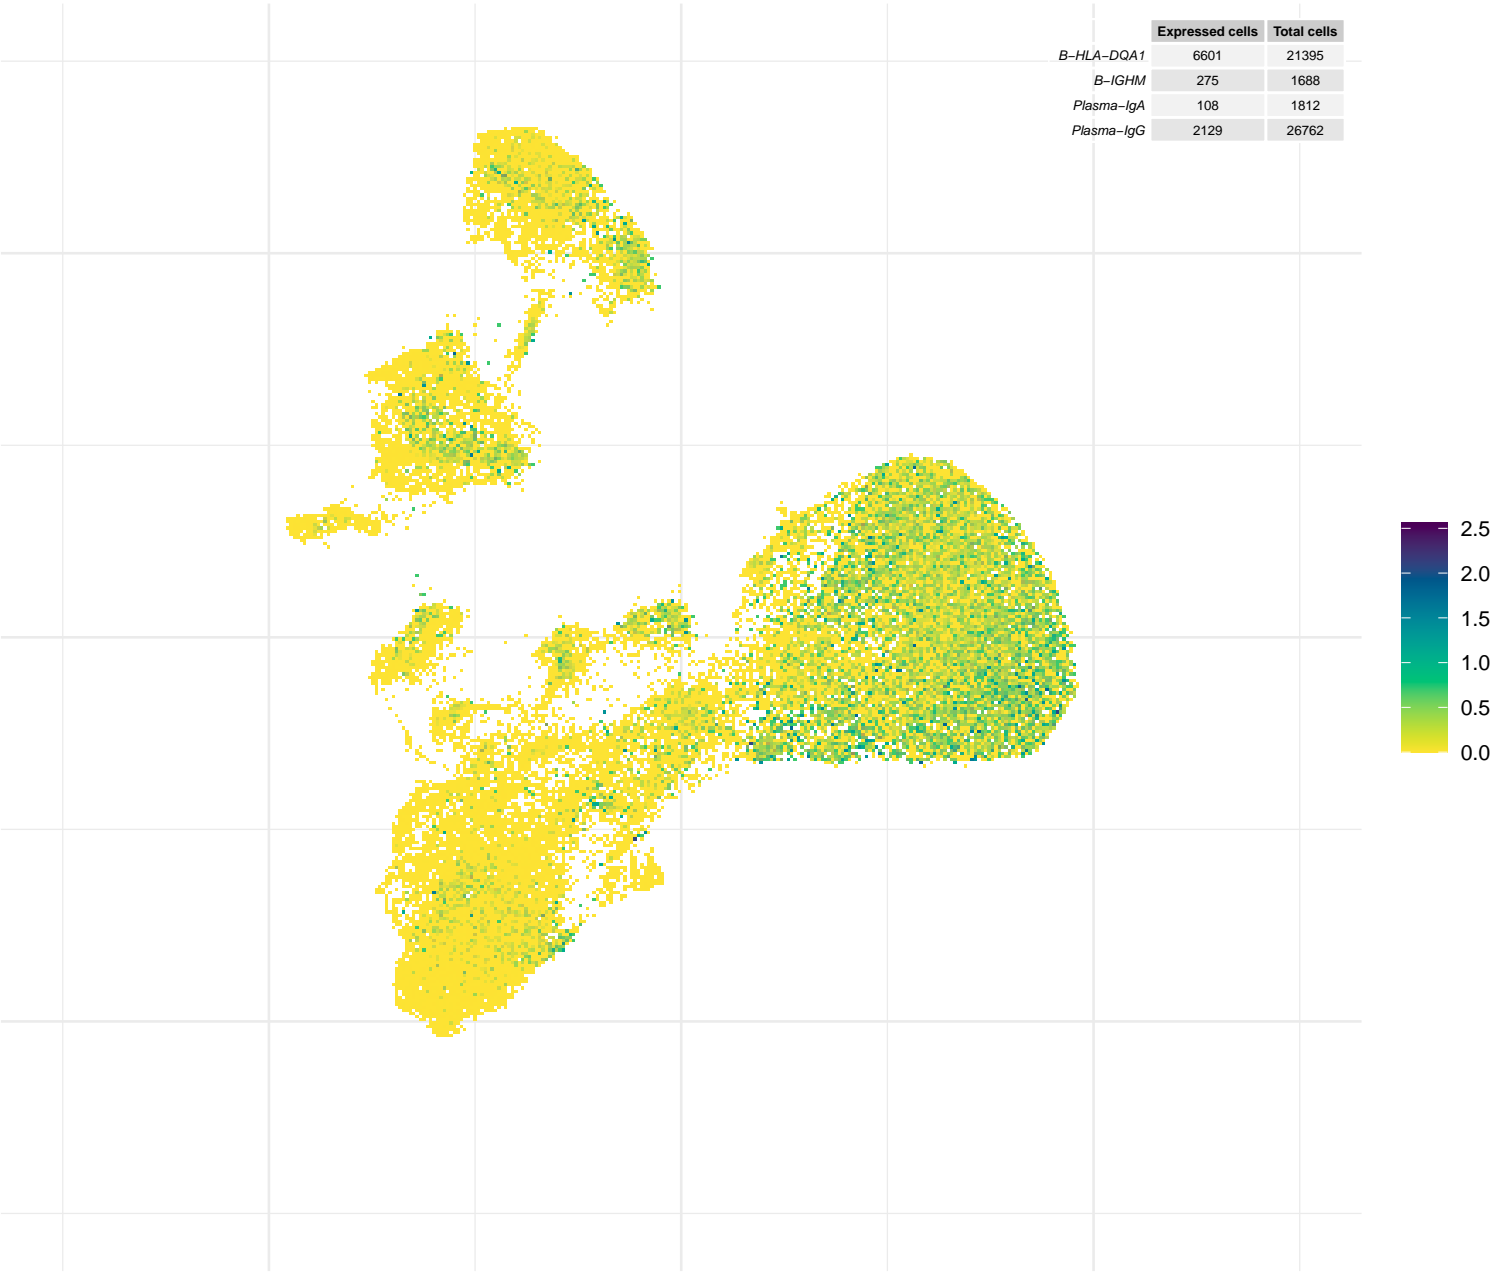 Expressed cells Total cells
B−HLA−DQA1 6601 21395
B−IGHM 275 1688
Plasma−IgA 108 1812
Plasma−IgG 2129 26762
2.5
2.0
1.5
1.0
0.5
0.0